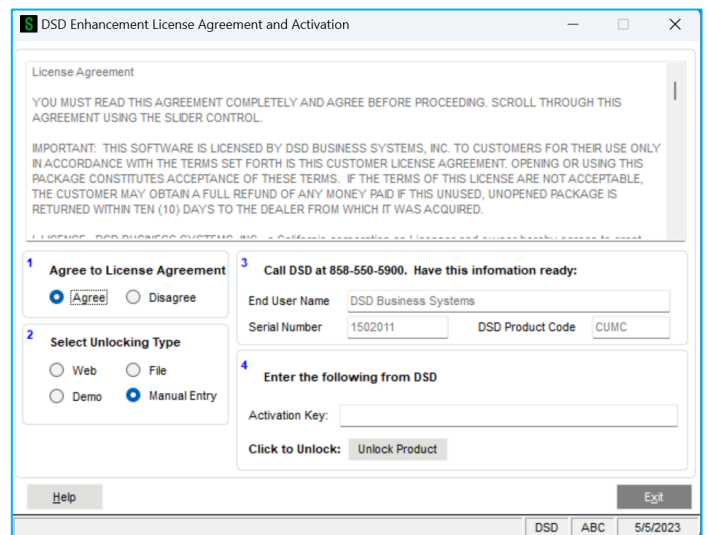 S DSD Enhancement License Agreement and Activation
License Agreement
YOU MUST READ THIS AGREEMENT COMPLETELY AND AGREE BEFORE PROCEEDING. SCROLL THROUGH THIS
AGREEMENT USING THE SLIDER CONTROL.
IMPORTANT: THIS SOFTWARE IS LICENSED BY DSD BUSINESS SYSTEMS, INC. TO CUSTOMERS FOR THEIR USE ONLY
IN ACCORDANCE WITH THE TERMS SET FORTH IS THIS CUSTOMER LICENSE AGREEMENT. OPENING OR USING THIS
PACKAGE CONSTITUTES ACCEPTANCE OF THESE TERMS. IF THE TERMS OF THIS LICENSE ARE NOT ACCEPTABLE,
THE CUSTOMER MAY OBTAIN A FULL REFUND OF ANY MONEY PAID IF THIS UNUSED, UNOPENED PACKAGE IS
RETURNED WITHIN TEN (10) DAYS TO THE DEALER FROM WHICH IT WAS ACQUIRED.
1 Agree to License Agreement
Agree Disagree
2 Select Unlocking Type
Web File
Demo Manual Entry
3 Call DSD at 858-550-5900. Have this infomation ready:
End User Name DSD Business Systems
Serial Number 1502011 DSD Product Code CUMC
4 Enter the following from DSD
Activation Key:
Click to Unlock: Unlock Product
Help Exit
DSD ABC 5/5/2023